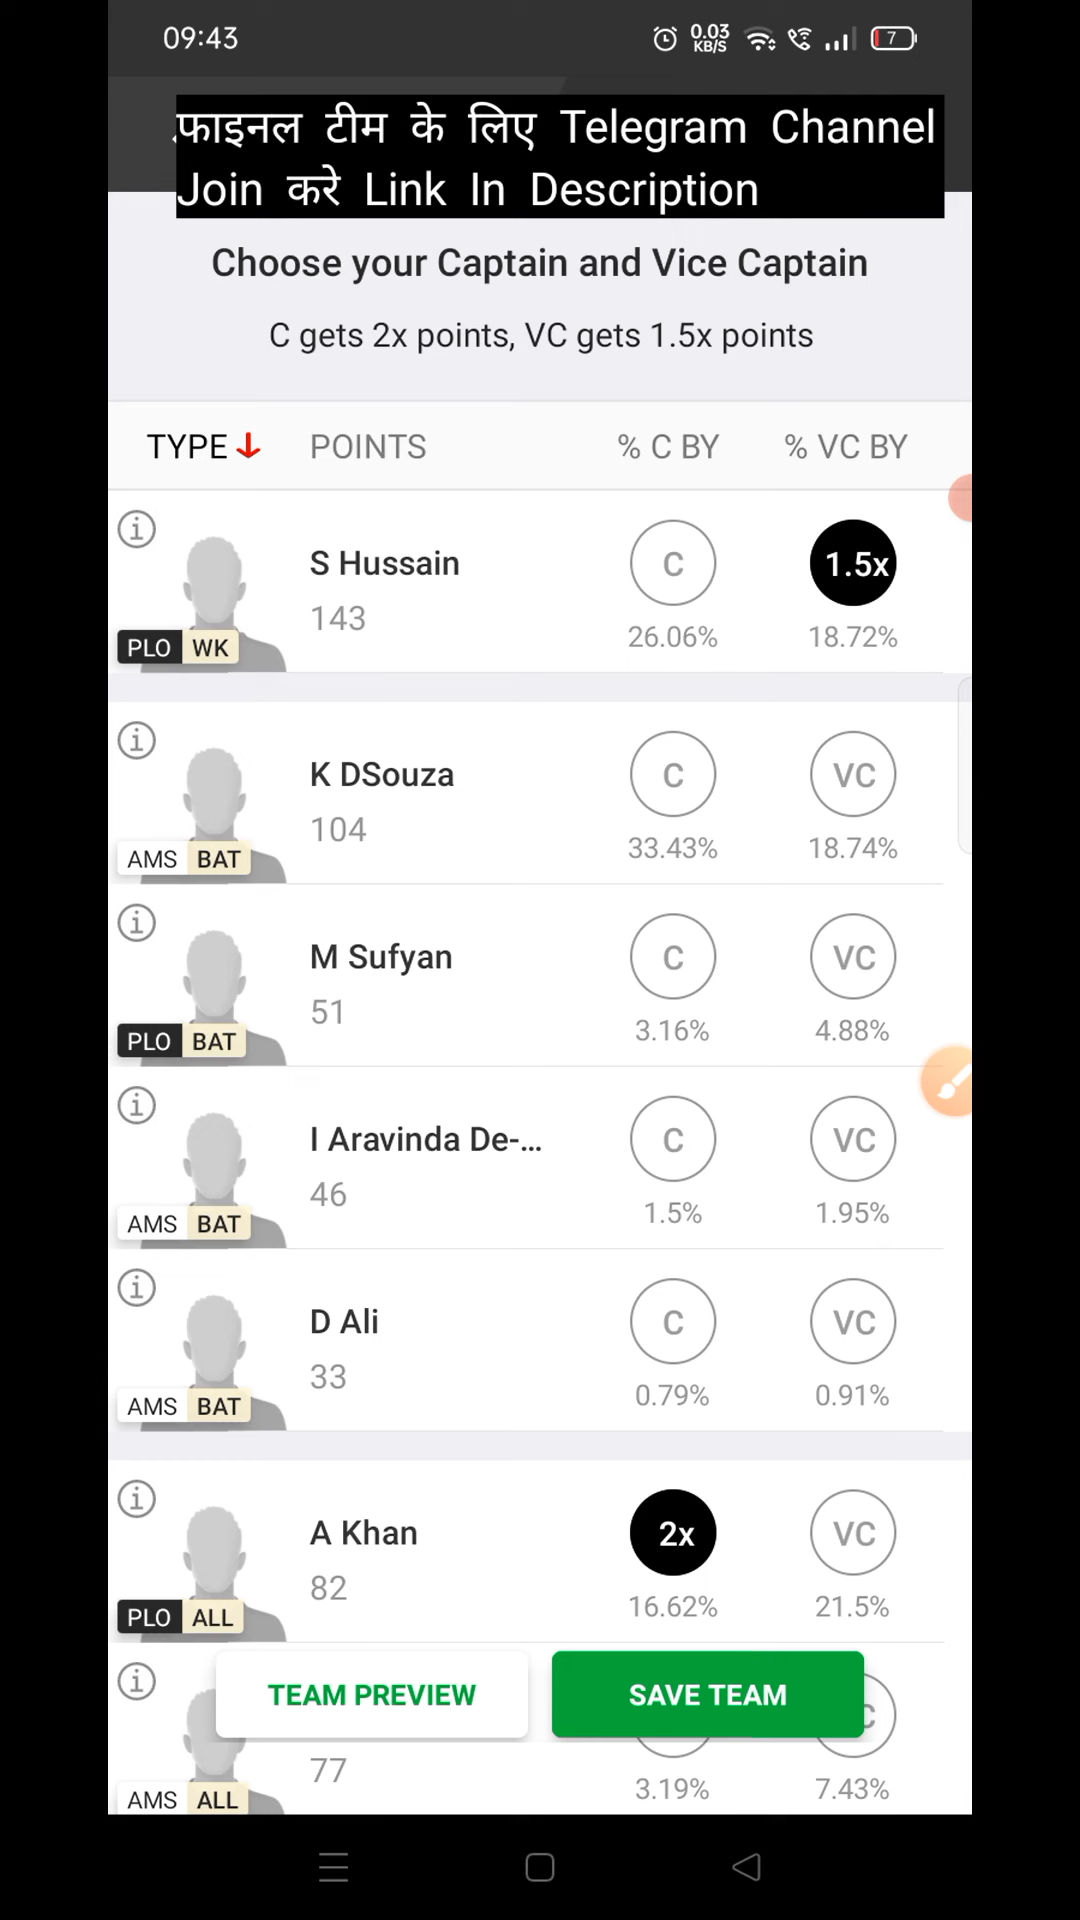 09:43 0.03 KB/S 7
फाइनल टीम के लिए Telegram Channel
Join करे Link In Description
Choose your Captain and Vice Captain
C gets 2x points, VC gets 1.5x points
TYPE POINTS % C BY % VC BY
S Hussain C 1.5x
143 26.06% 18.72%
PLO WK
K DSouza C VC
104 33.43% 18.74%
AMS BAT
M Sufyan C VC
51 3.16% 4.88%
PLO BAT
I Aravinda De-...
C VC
46 1.5% 1.95%
AMS BAT
D Ali C VC
33 0.79% 0.91%
AMS BAT
A Khan 2x VC
82 16.62% 21.5%
PLO ALL
TEAM PREVIEW SAVE TEAM
77 3.19% 7.43%
AMS ALL